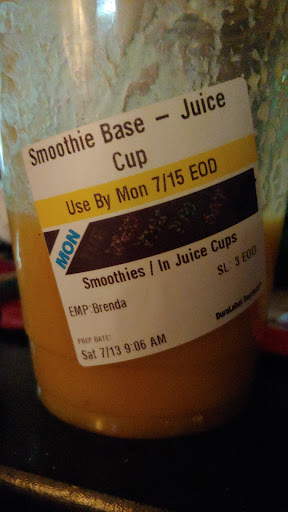 Smoothie Base – Juice
Cup
Use By Mon 7/15 EOD
MON
Smoothies / In Juice Cups
SL: 3 EOD
EMP:Brenda
PREP DATE:
Sat 7/13 9:06 AM